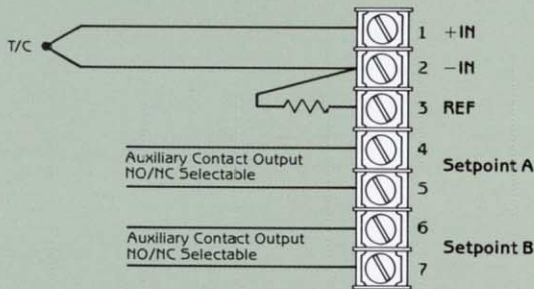 1 +IN
T/C
2 −IN
3 REF
4
Auxiliary Contact Output
NO/NC Selectable
Setpoint A
5
6
Auxiliary Contact Output
NO/NC Selectable
Setpoint B
7